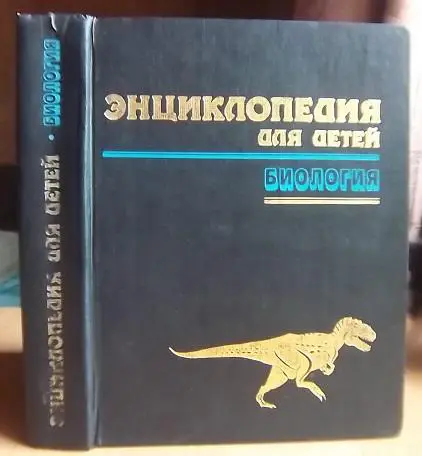 ЭНЦИКЛОПЕДИЯ
ДЛЯ ДЕТЕЙ
БИОЛОГИЯ
ЭНЦИКЛОПЕДИЯ ДЛЯ ДЕТЕЙ • БИОЛОГИЯ